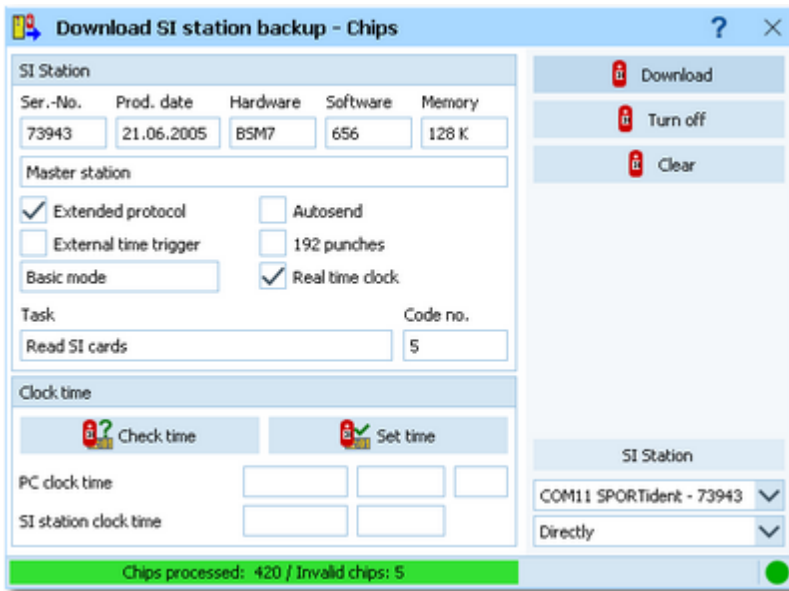 Download SI station backup - Chips
?
SI Station
Ser.-No. Prod. date Hardware Software Memory
73943 21.06.2005 BSM7 656 128 K
Master station
Extended protocol Autosend
External time trigger 192 punches
Basic mode Real time clock
Task Code no.
Read SI cards 5
Clock time
Check time Set time
PC clock time
SI station clock time
Download
Turn off
Clear
SI Station
COM11 SPORTident - 73943
Directly
Chips processed: 420 / Invalid chips: 5